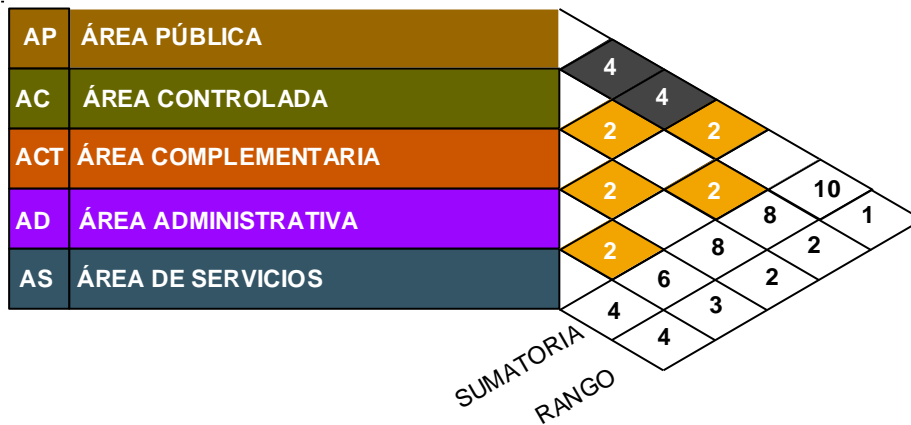 AP ÁREA PÚBLICA
4
AC ÁREA CONTROLADA
4
2 2
ACT ÁREA COMPLEMENTARIA
2 2 10
AD ÁREA ADMINISTRATIVA
8 1
2 8 2
AS ÁREA DE SERVICIOS
6 2
4 3
4
SUMATORIA
RANGO